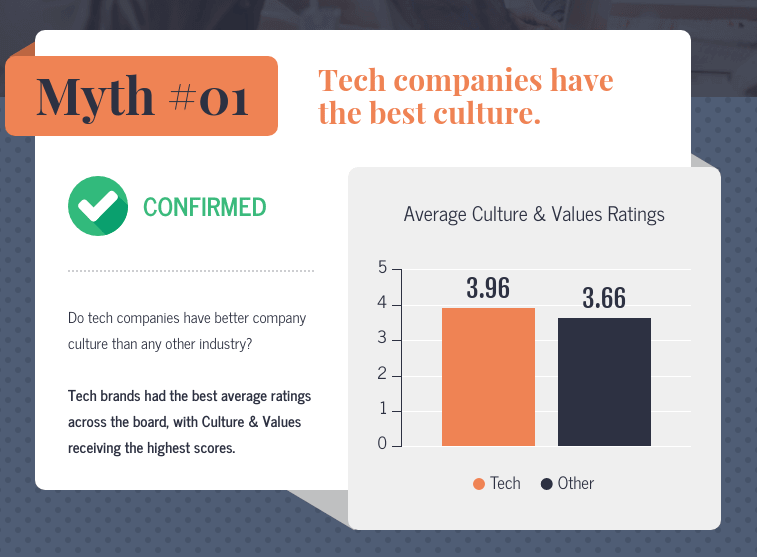 Myth #01
Tech companies have
the best culture.
CONFIRMED
Do tech companies have better company
culture than any other industry?
Tech brands had the best average ratings
across the board, with Culture & Values
receiving the highest scores.
Average Culture & Values Ratings
5
4
3
2
1
0
3.96
3.66
Tech
Other